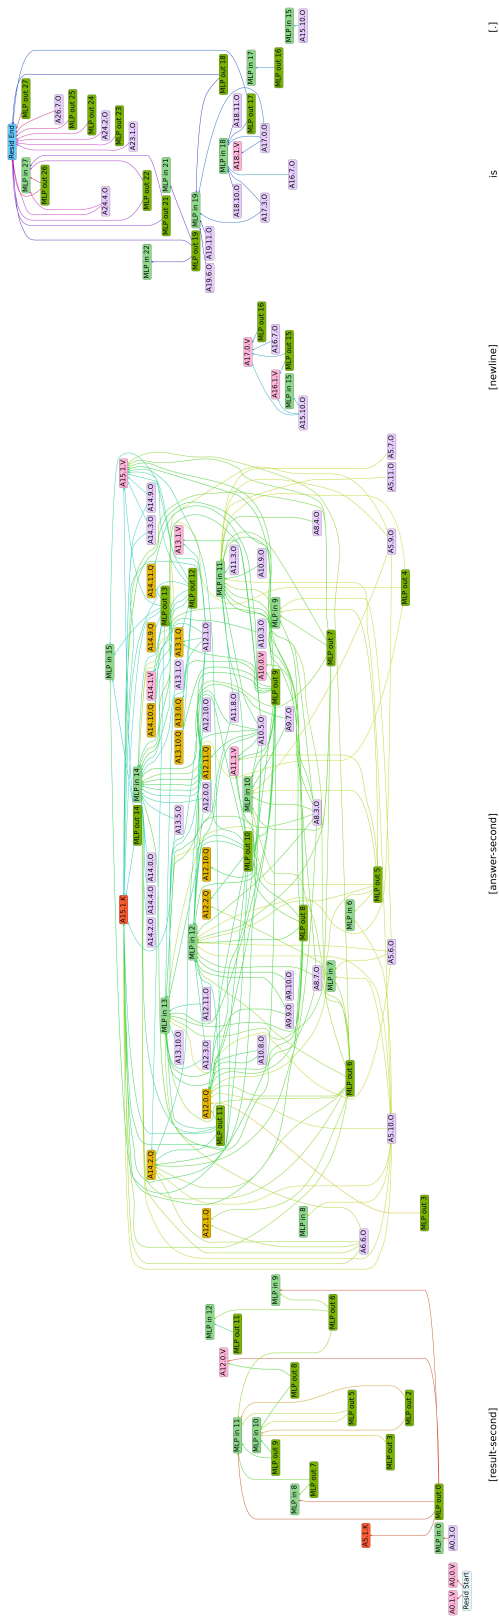 A0.1.V A0.0.V
Resid Start
MLP in 12
A12.0.V
MLP in 11 MLP out 11
MLP in 10
MLP out 9 MLP in 9
MLP in 8 MLP out 8
MLP out 7
MLP out 6
MLP out 5
A5.1.K
MLP out 3
MLP out 2
MLP in 0 MLP out 0
A0.3.O
[result-second]
MLP in 15
A15.1.K A15.1.V
MLP in 14
MLP out 14
A14.2.Q A14.2.O A14.4.O A14.0.O A14.10.Q A14.1.V A14.9.Q A14.11.Q A14.3.O A14.9.O
MLP in 13 MLP out 13
A13.10.O A13.5.O A13.10.Q A13.0.Q A13.1.O A13.1.Q A13.1.V
MLP in 12 MLP out 12
A12.1.Q A12.0.Q A12.3.O A12.11.O A12.2.Q A12.10.Q A12.0.O A12.11.Q A12.10.O A12.1.O
MLP out 11 MLP in 11
A11.1.V A11.8.O A11.3.O
MLP out 10 MLP in 10
A10.8.O A10.5.O A10.0.V A10.3.O A10.9.O
MLP out 9 MLP in 9
A9.9.O A9.10.O A9.7.O
MLP in 8 MLP out 8
A8.7.O A8.3.O A8.4.O
MLP in 7 MLP out 7
MLP out 6 MLP in 6
A6.6.O
MLP out 5
A5.10.O A5.6.O A5.9.O A5.11.O A5.7.O
MLP out 4
MLP out 3
[answer-second]
A17.0.V
MLP out 16
A16.1.V A16.7.O
MLP in 15 MLP out 15
A15.10.O
[newline]
Resid End
MLP in 27 MLP out 27
MLP out 26
A26.7.O
MLP out 25
MLP out 24
A24.4.O A24.2.O
MLP out 23
A23.1.O
MLP in 22 MLP out 22
MLP out 21 MLP in 21
MLP out 19 MLP in 19
A19.6.O A19.11.O
MLP in 18 MLP out 18
A18.10.O A18.1.V A18.11.O
MLP out 17 MLP in 17
A17.3.O A17.0.O
MLP out 16
A16.7.O
is
MLP in 15
A15.10.O
[.]